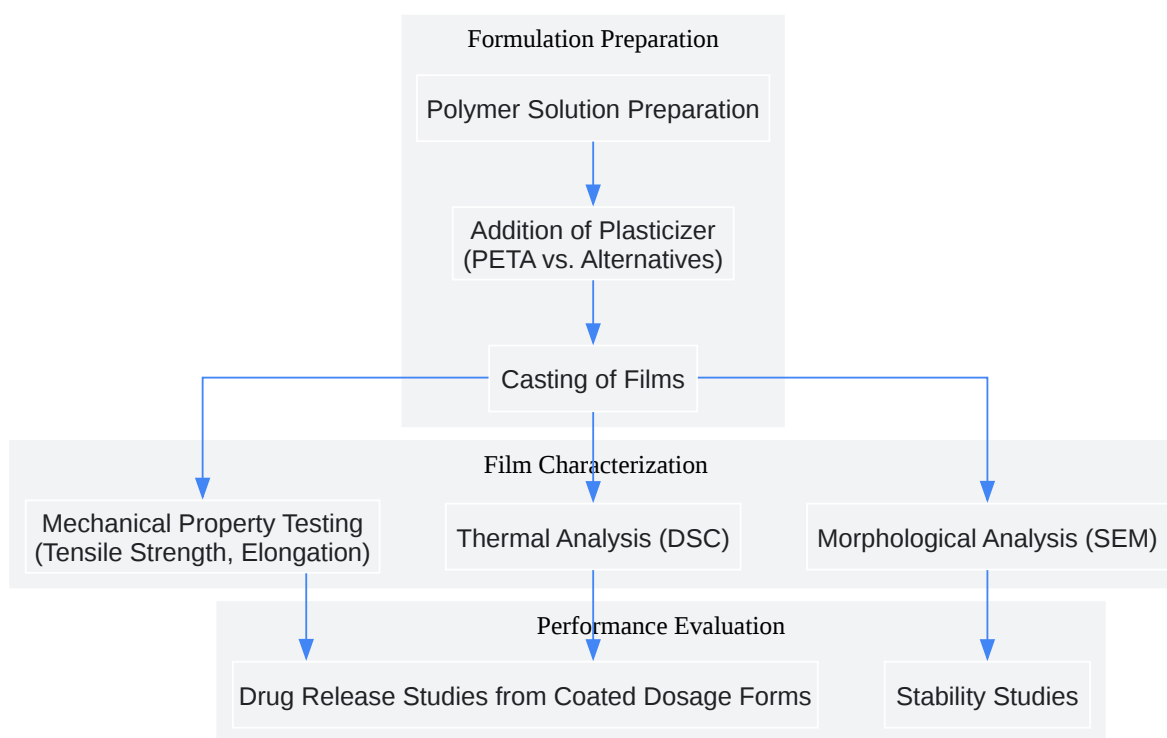 Formulation Preparation
Polymer Solution Preparation
Addition of Plasticizer
(PETA vs. Alternatives)
Casting of Films
Film Characterization
Mechanical Property Testing
(Tensile Strength, Elongation)
Thermal Analysis (DSC)
Morphological Analysis (SEM)
Performance Evaluation
Drug Release Studies from Coated Dosage Forms
Stability Studies